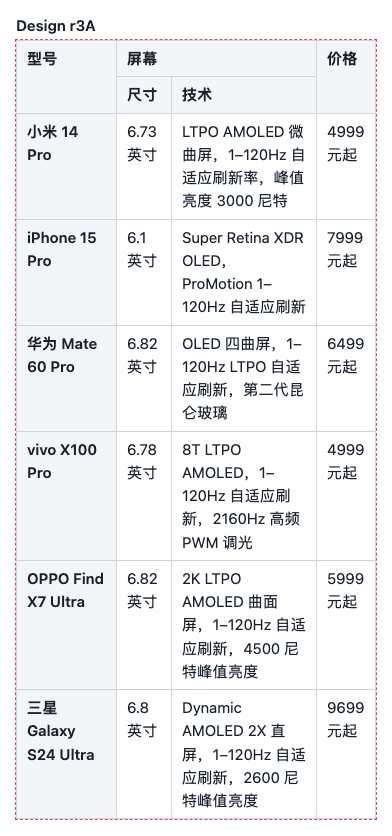 Design r3A
型号 屏幕 价格
尺寸 技术
小米 14 6.73 LTPO AMOLED 微 4999
Pro 英寸 曲屏，1–120Hz 自 元起
适应刷新率，峰值
亮度 3000 尼特
iPhone 15 6.1 Super Retina XDR 7999
Pro 英寸 OLED， 元起
ProMotion 1–
120Hz 自适应刷新
华为 Mate 6.82 OLED 四曲屏，1– 6499
60 Pro 英寸 120Hz LTPO 自适 元起
应刷新，第二代昆
仑玻璃
vivo X100 6.78 8T LTPO 4999
Pro 英寸 AMOLED，1– 元起
120Hz 自适应刷
新，2160Hz 高频
PWM 调光
OPPO Find 6.82 2K LTPO 5999
X7 Ultra 英寸 AMOLED 曲面 元起
屏，1–120Hz 自适
应刷新，4500 尼
特峰值亮度
三星 6.8 Dynamic 9699
Galaxy 英寸 AMOLED 2X 直 元起
S24 Ultra 屏，1–120Hz 自适
应刷新，2600 尼
特峰值亮度